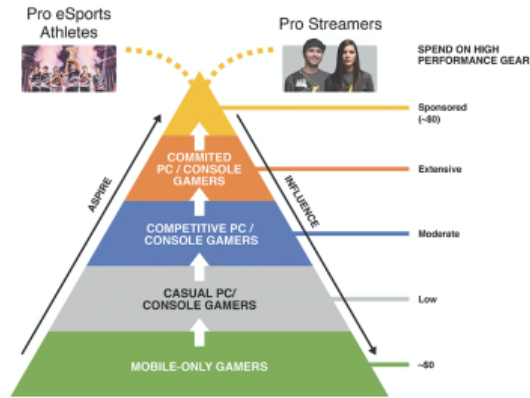 Pro eSports
Athletes
Pro Streamers
SPEND ON HIGH
PERFORMANCE GEAR
Sponsored
(~$0)
COMMITED
PC / CONSOLE
GAMERS
Extensive
ASPIRE
INFLUENCE
COMPETITIVE PC /
CONSOLE GAMERS
Moderate
CASUAL PC/
CONSOLE GAMERS
Low
MOBILE-ONLY GAMERS
~$0